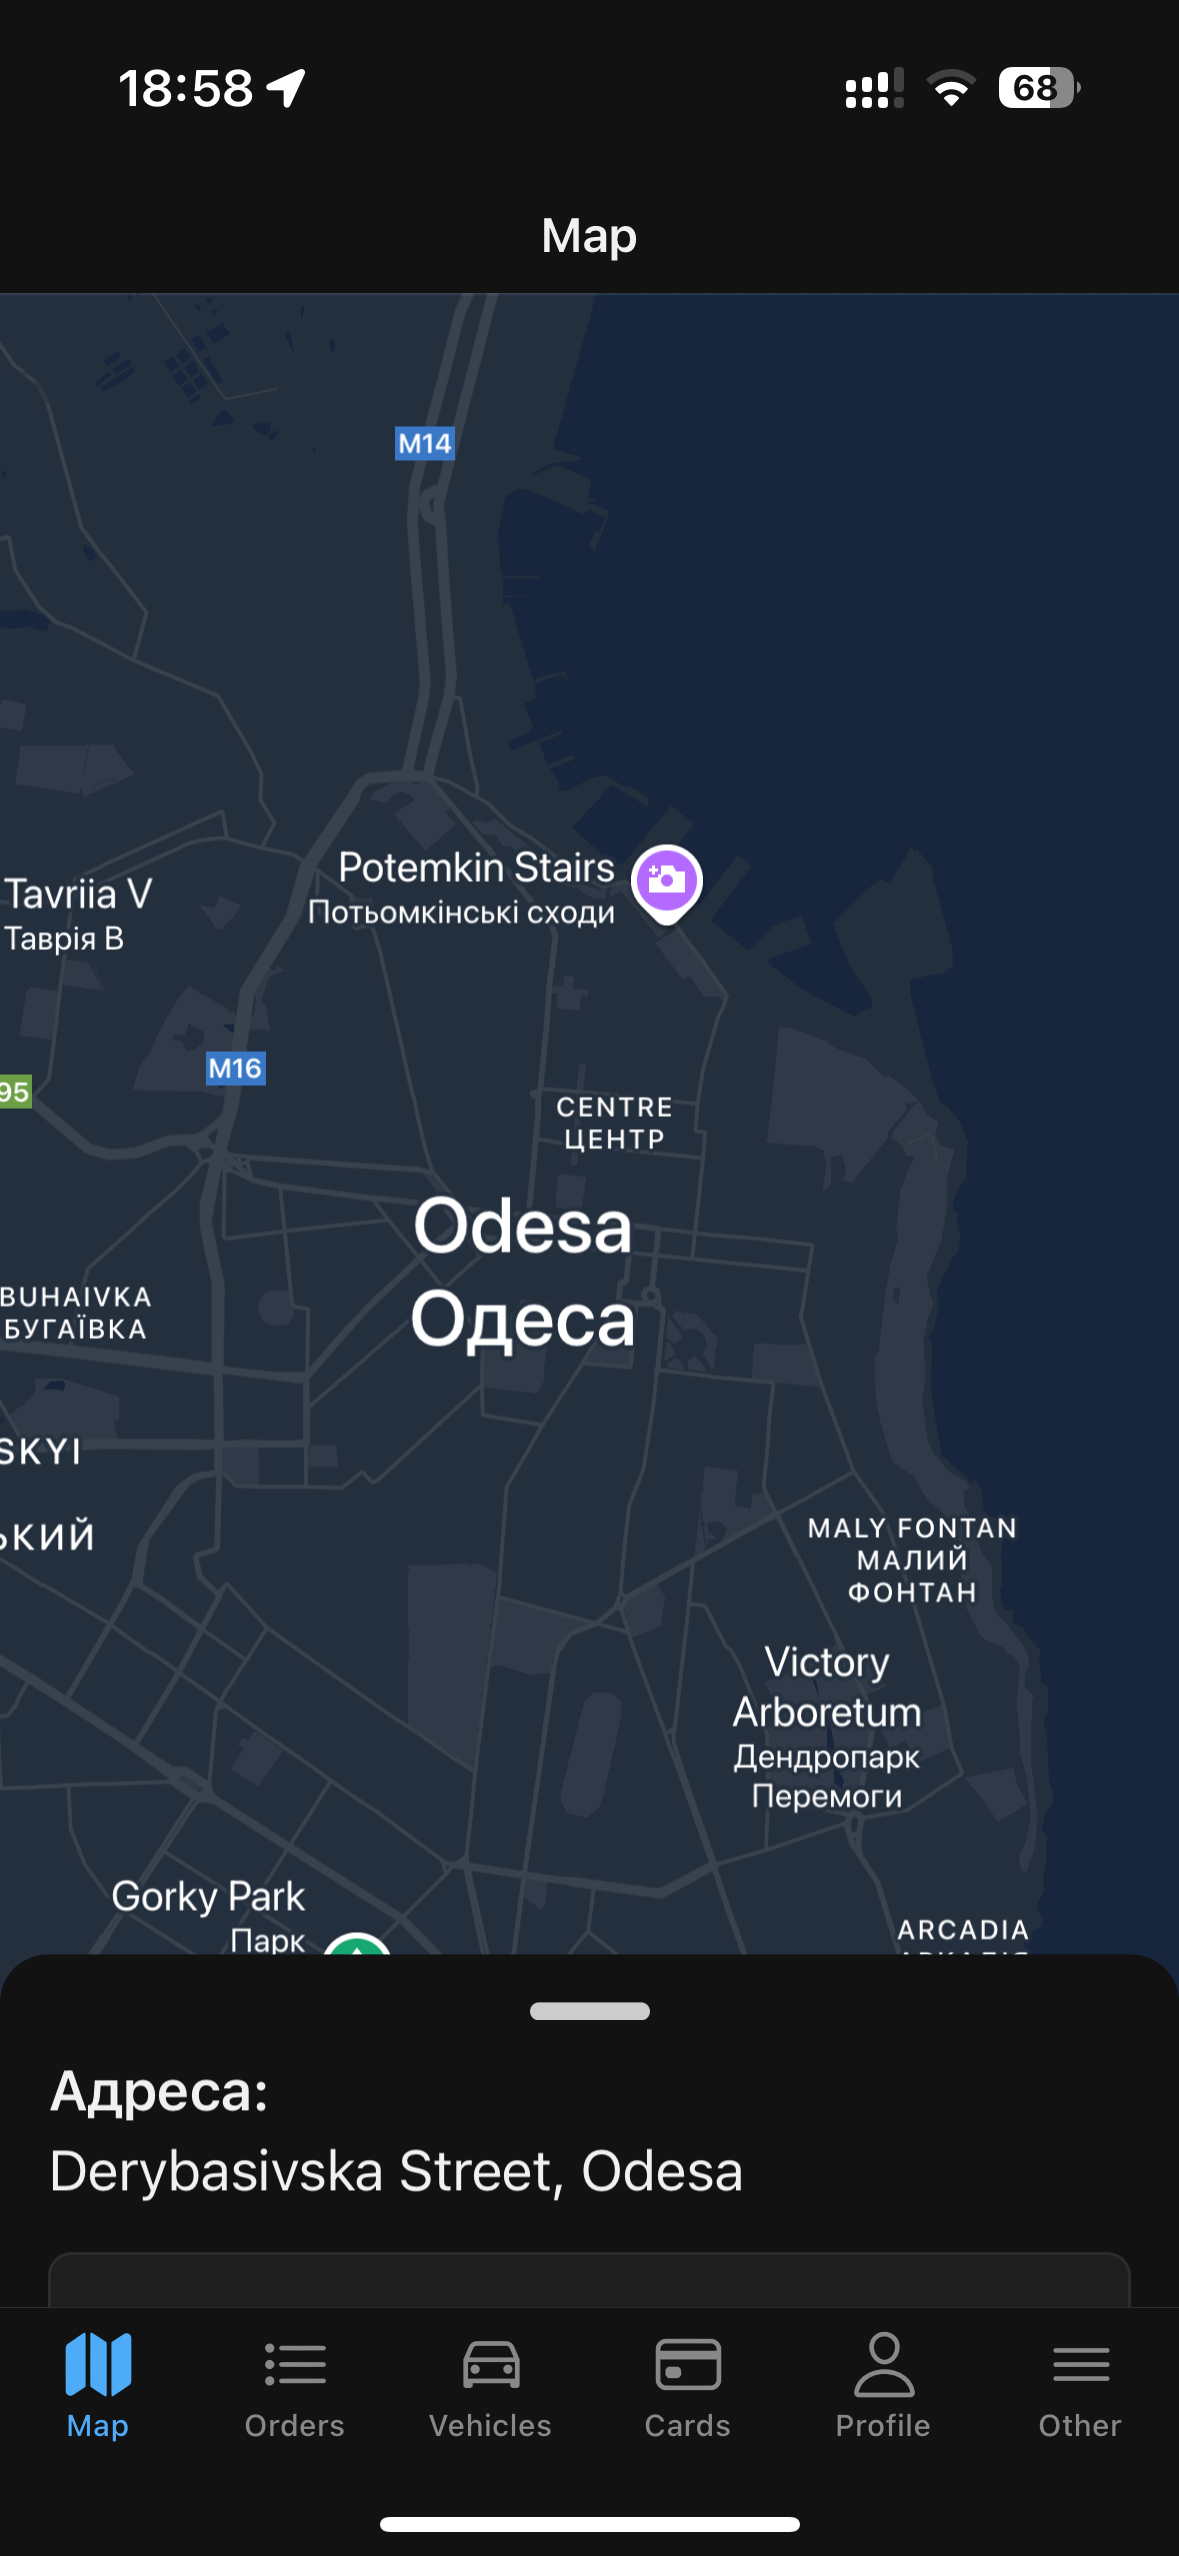 18:58
68
Map
M14
Potemkin Stairs
Потьомкінські сходи
Tavriia V
Таврія В
M16
95
CENTRE
ЦЕНТР
Odesa
Одеса
BUHAIVKA
БУГАЇВКА
SKYI
ЬКИЙ
MALY FONTAN
МАЛИЙ
ФОНТАН
Victory
Arboretum
Дендропарк
Перемоги
Gorky Park
Парк
ARCADIA
Адреса:
Derybasivska Street, Odesa
Map
Orders
Vehicles
Cards
Profile
Other